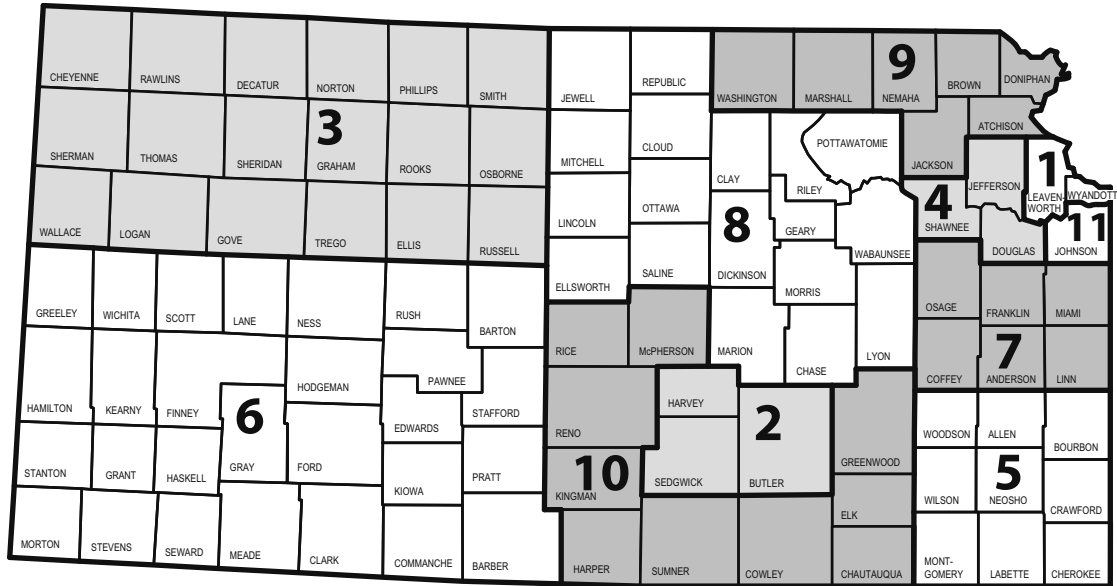 CHEYENNE
RAWLINS
DECATUR
NORTON
PHILLIPS
SMITH
JEWELL
REPUBLIC
WASHINGTON
MARSHALL
9
NEMAHA
BROWN
DONIPHAN
SHERMAN
THOMAS
SHERIDAN
3
GRAHAM
ROOKS
OSBORNE
MITCHELL
CLOUD
CLAY
RILEY
POTTAWATOMIE
JACKSON
ATCHISON
JEFFERSON
1
LEAVEN-
WORTH
WYANDOTT
WALLACE
LOGAN
GOVE
TREGO
ELLIS
RUSSELL
LINCOLN
OTTAWA
8
GEARY
4
SHAWNEE
DOUGLAS
11
JOHNSON
ELLSWORTH
SALINE
DICKINSON
MORRIS
WABAUNSEE
GREELEY
WICHITA
SCOTT
LANE
NESS
RUSH
BARTON
RICE
McPHERSON
MARION
CHASE
LYON
OSAGE
FRANKLIN
MIAMI
HAMILTON
KEARNY
FINNEY
HODGEMAN
PAWNEE
STAFFORD
EDWARDS
RENO
HARVEY
2
COFFEY
7
ANDERSON
LINN
STANTON
GRANT
HASKELL
6
GRAY
FORD
KIOWA
PRATT
10
KINGMAN
SEDGWICK
BUTLER
GREENWOOD
WOODSON
ALLEN
BOURBON
MORTON
STEVENS
SEWARD
MEADE
CLARK
COMMANCHE
BARBER
HARPER
SUMNER
COWLEY
ELK
CHAUTAUQUA
WILSON
5
NEOSHO
CRAWFORD
MONT-
GOMERY
LABETTE
CHEROKEE